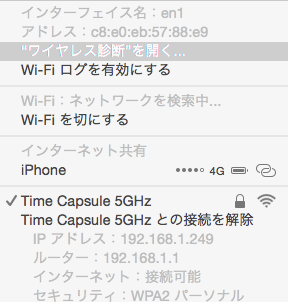 インターフェイス名：en1
アドレス：c8:e0:eb:57:88:e9
“ワイヤレス診断”を開く...
Wi-Fi ログを有効にする
Wi-Fi：ネットワークを検索中...
Wi-Fi を切にする
インターネット共有
iPhone 4G
Time Capsule 5GHz
Time Capsule 5GHz との接続を解除
IP アドレス：192.168.1.249
ルーター：192.168.1.1
インターネット：接続可能
セキュリティ：WPA2 パーソナル